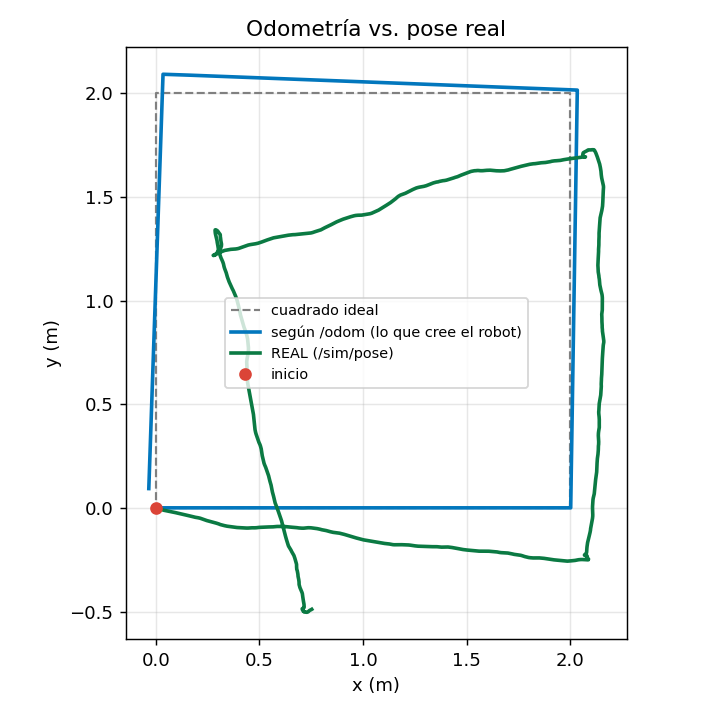 Odometría vs. pose real
y (m)
2.0
1.5
1.0
0.5
0.0
−0.5
cuadrado ideal
según /odom (lo que cree el robot)
REAL (/sim/pose)
inicio
0.0 0.5 1.0 1.5 2.0
x (m)